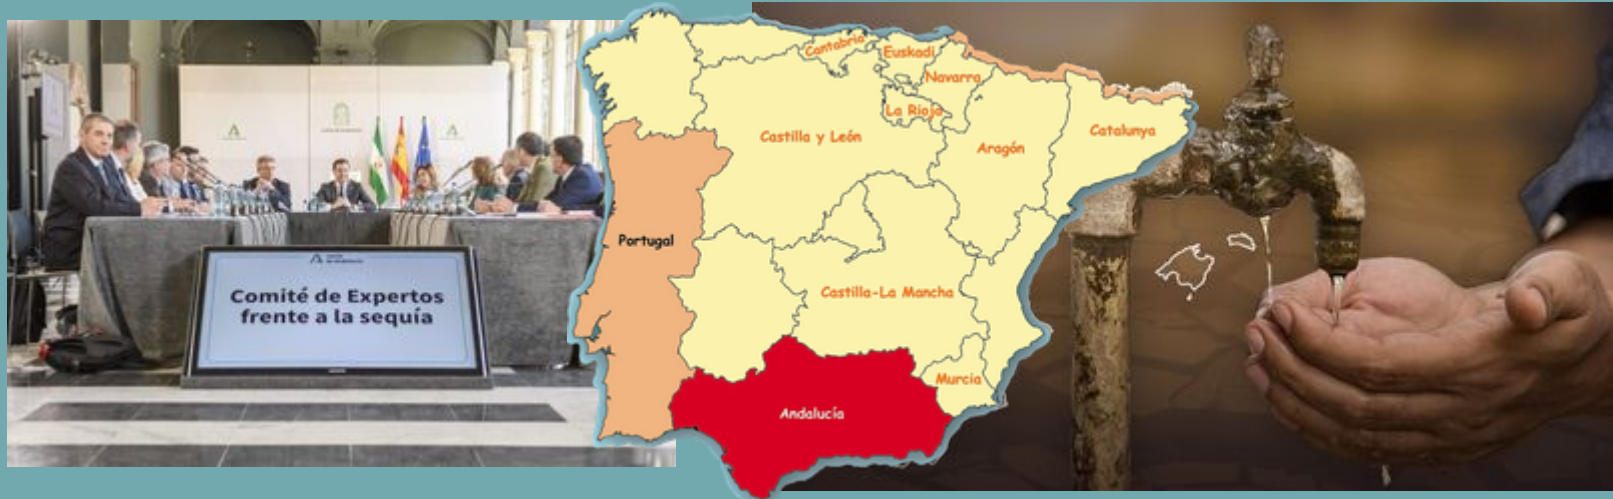 Comité de Expertos
frente a la sequía
Cantabria
Euskadi
Navarra
La Rioja
Castilla y León
Aragón
Catalunya
Portugal
Castilla-La Mancha
Murcia
Andalucía